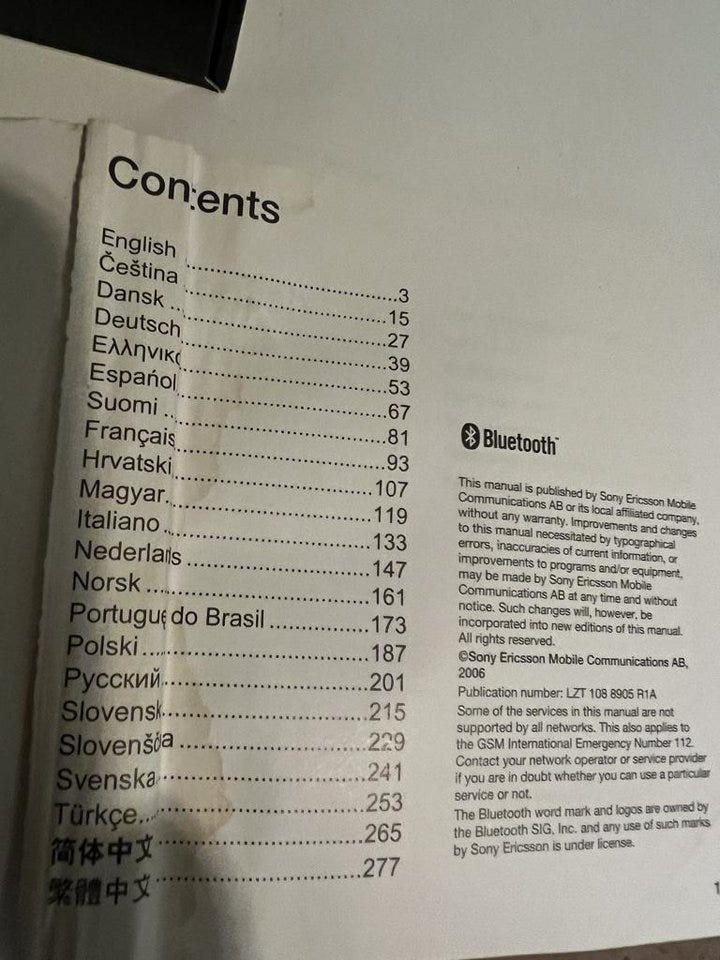 Contents
English ..........3
Čeština ..........15
Dansk ..........27
Deutsch ..........39
Ελληνικ ..........53
Español ..........67
Suomi ..........81
Français ..........93
Hrvatski ..........107
Magyar ..........119
Italiano ..........133
Nederla s ..........147
Norsk ..........161
Portugu do Brasil ..........173
Polski ..........187
Русский ..........201
Slovensk ..........215
Slovenš a ..........229
Svenska ..........241
Türkçe ..........253
简体中文 ..........265
繁體中文 ..........277
Bluetooth™
This manual is published by Sony Ericsson Mobile
Communications AB or its local affiliated company,
without any warranty. Improvements and changes
to this manual necessitated by typographical
errors, inaccuracies of current information, or
improvements to programs and/or equipment,
may be made by Sony Ericsson Mobile
Communications AB at any time and without
notice. Such changes will, however, be
incorporated into new editions of this manual.
All rights reserved.
©Sony Ericsson Mobile Communications AB,
2006
Publication number: LZT 108 8905 R1A
Some of the services in this manual are not
supported by all networks. This also applies to
the GSM International Emergency Number 112.
Contact your network operator or service provider
if you are in doubt whether you can use a particular
service or not.
The Bluetooth word mark and logos are owned by
the Bluetooth SIG, Inc. and any use of such marks
by Sony Ericsson is under license.
1